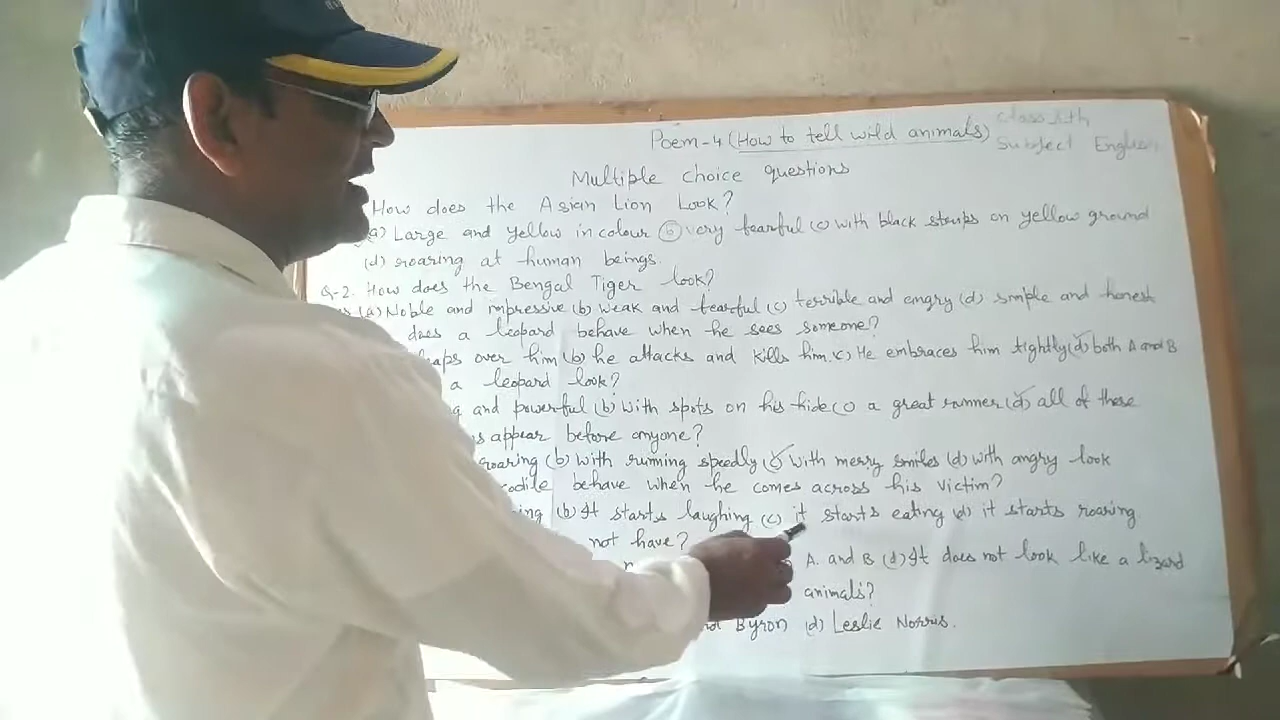 Poem-4 (How to tell wild animals)
Class Xth
Subject English
Multiple choice questions
How does the Asian Lion Look?
(a) Large and yellow in colour (b) very fearful (c) with black strips on yellow ground
(d) roaring at human beings.
Q-2. How does the Bengal Tiger look?
(a) Noble and impressive (b) weak and fearful (c) terrible and angry (d) simple and honest
does a leopard behave when he sees someone?
leaps over him (b) he attacks and kills him. (c) He embraces him tightly (d) both A and B
a leopard look?
and powerful (b) with spots on his hide (c) a great runner (d) all of these
appear before anyone?
roaring (b) with running speedly (c) with merry smiles (d) with angry look
behave when he comes across his victim?
(b) It starts laughing (c) it starts eating (d) it starts roaring
not have?
A. and B (d) It does not look like a lizard
animals?
Byron (d) Leslie Norris.